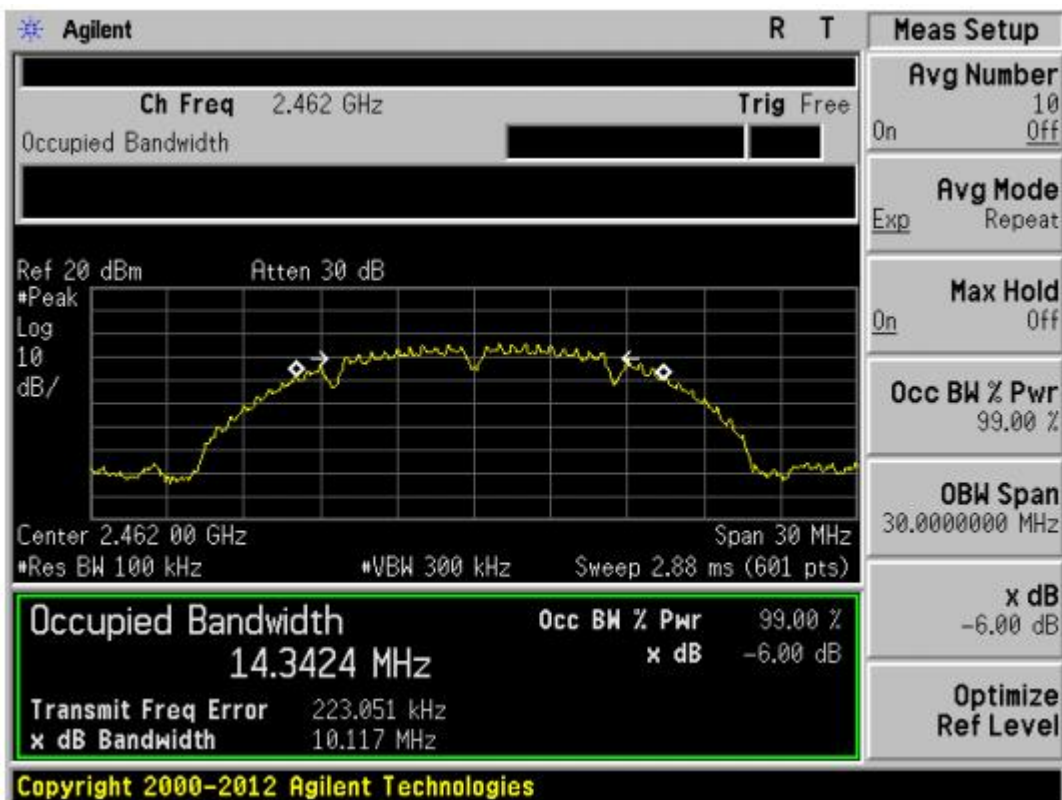 Agilent R T
Ch Freq 2.462 GHz Trig Free
Occupied Bandwidth
Ref 20 dBm Atten 30 dB
#Peak
Log
10
dB/
Center 2.462 00 GHz Span 30 MHz
#Res BW 100 kHz #VBW 300 kHz Sweep 2.88 ms (601 pts)
Occupied Bandwidth Occ BW % Pwr 99.00 %
14.3424 MHz x dB -6.00 dB
Transmit Freq Error 223.051 kHz
x dB Bandwidth 10.117 MHz
Copyright 2000-2012 Agilent Technologies
Meas Setup
Avg Number
10
On Off
Avg Mode
Exp Repeat
Max Hold
On Off
Occ BW % Pwr
99.00 %
OBW Span
30.0000000 MHz
x dB
-6.00 dB
Optimize
Ref Level